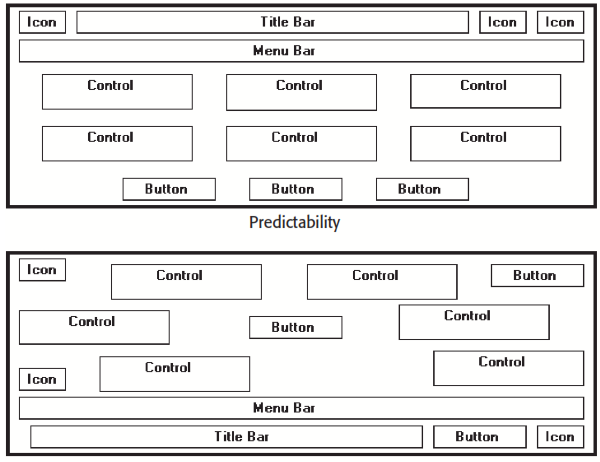 Icon Title Bar Icon Icon
Menu Bar
Control Control Control
Control Control Control
Button Button Button
Predictability
Icon Control Control Button
Control Button Control
Icon Control Control
Menu Bar
Title Bar Button Icon